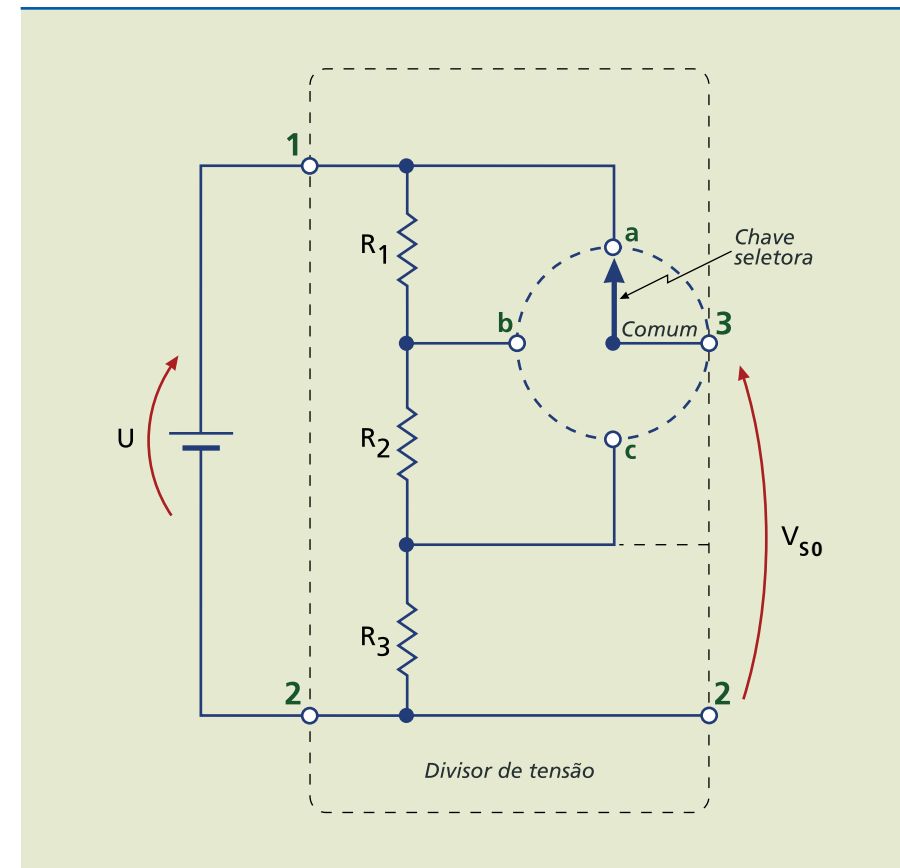 1
R1
a
Chave
seletora
b
Comum
3
U
R2
c
VS0
R3
2
2
Divisor de tensão